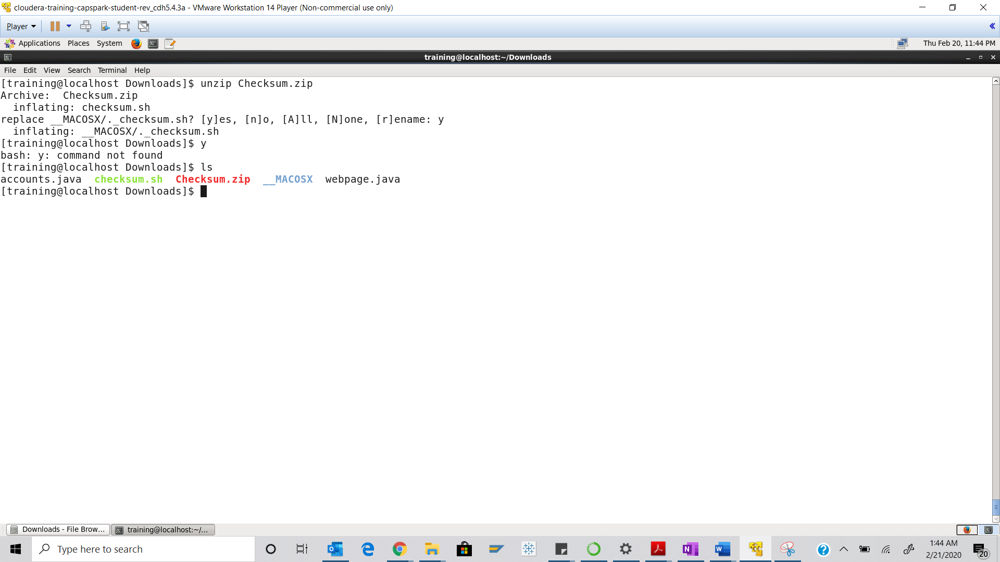 cloudera-training-capspark-student-rev_cdh5.4.3a - VMware Workstation 14 Player (Non-commercial use only)
Player
Applications Places System Thu Feb 20, 11:44 PM
training@localhost:~/Downloads
File Edit View Search Terminal Help
[training@localhost Downloads]$ unzip Checksum.zip
Archive:  Checksum.zip
  inflating: checksum.sh
replace __MACOSX/._checksum.sh? [y]es, [n]o, [A]ll, [N]one, [r]ename: y
  inflating: __MACOSX/._checksum.sh
[training@localhost Downloads]$ y
bash: y: command not found
[training@localhost Downloads]$ ls
accounts.java  checksum.sh  Checksum.zip  __MACOSX  webpage.java
[training@localhost Downloads]$
Downloads - File Brow... training@localhost:~/...
Type here to search
1:44 AM
2/21/2020
20